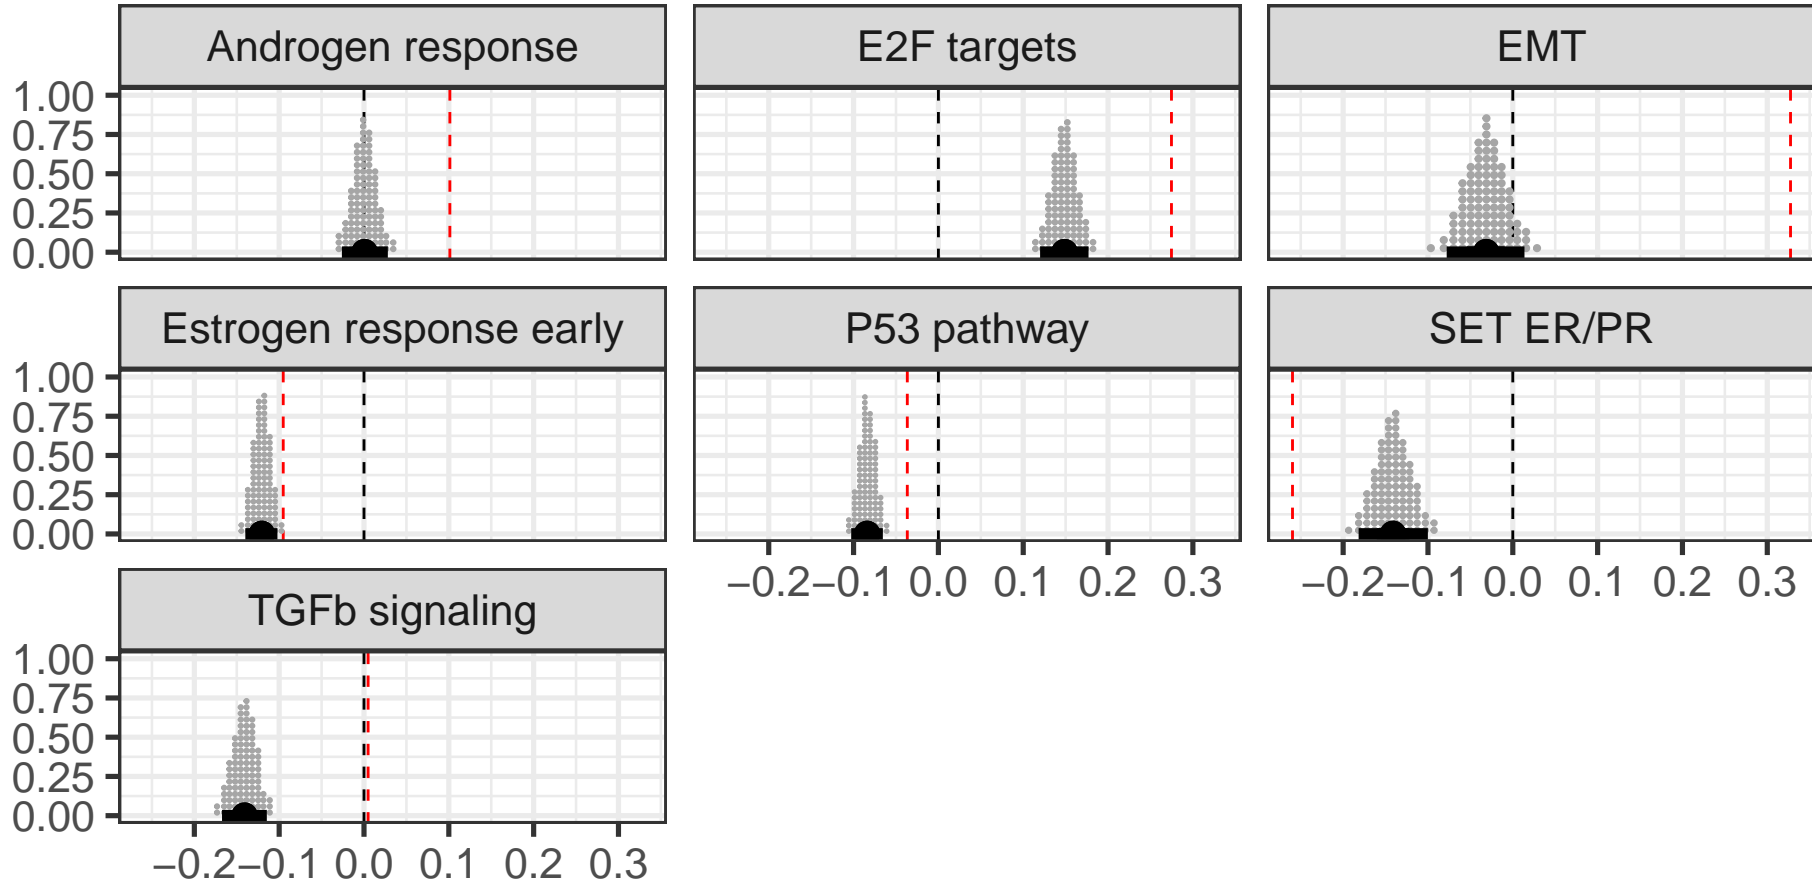 Androgen response
E2F targets
EMT
1.00
0.75
0.50
0.25
0.00
Estrogen response early
P53 pathway
SET ER/PR
1.00
0.75
0.50
0.25
0.00
−0.2 −0.1 0.0 0.1 0.2 0.3
−0.2 −0.1 0.0 0.1 0.2 0.3
TGFb signaling
1.00
0.75
0.50
0.25
0.00
−0.2 −0.1 0.0 0.1 0.2 0.3